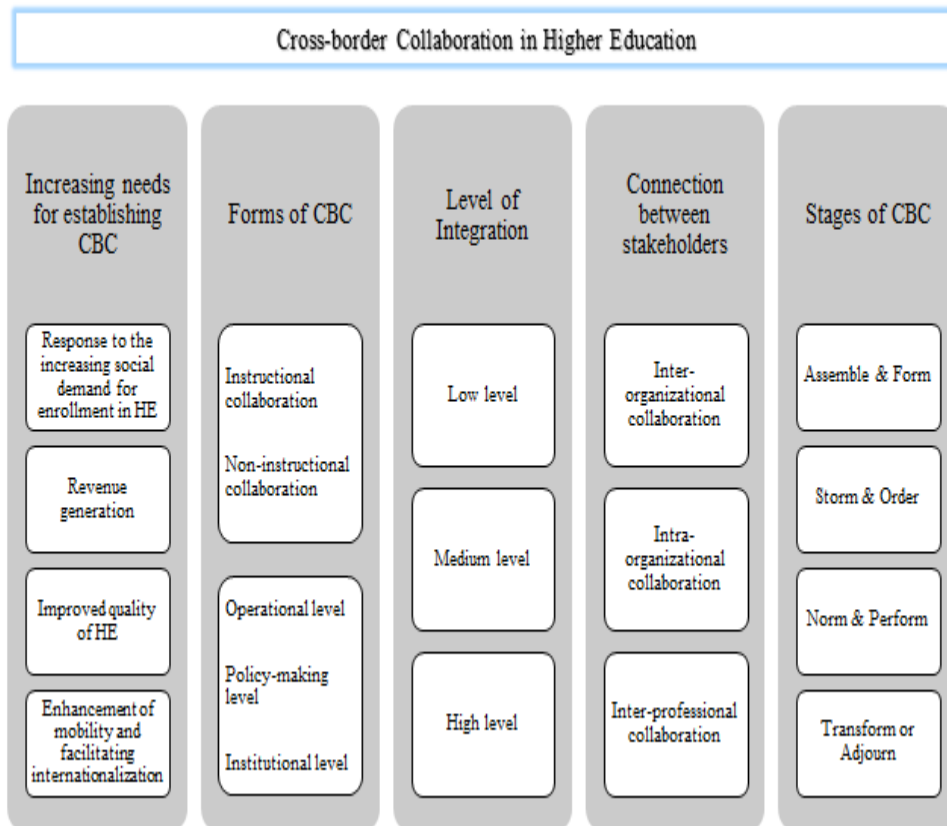 Cross-border Collaboration in Higher Education
Increasing needs
for establishing
CBC
Response to the
increasing social
demand for
enrollment in HE
Revenue
generation
Improved quality
of HE
Enhancement of
mobility and
facilitating
internationalization
Forms of CBC
Instructional
collaboration
Non-instructional
collaboration
Operational level
Policy-making
level
Institutional level
Level of
Integration
Low level
Medium level
High level
Connection
between
stakeholders
Inter-
organizational
collaboration
Intra-
organizational
collaboration
Inter-professional
collaboration
Stages of CBC
Assemble & Form
Storm & Order
Norm & Perform
Transform or
Adjourn